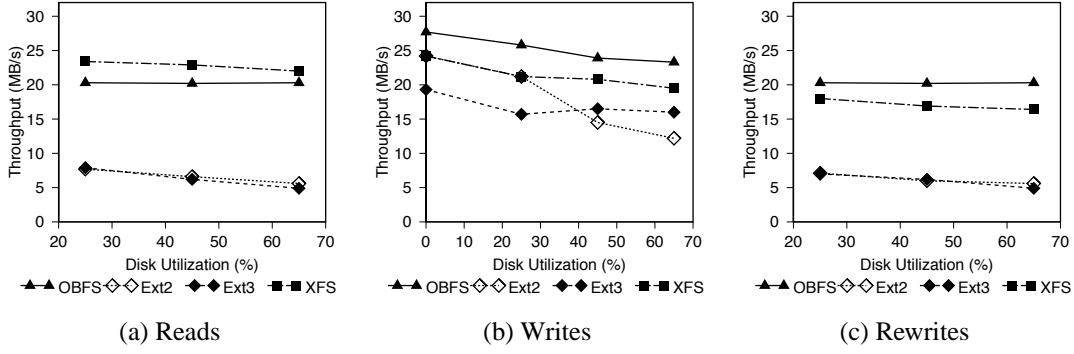 Throughput (MB/s)
30
25
20
15
10
5
0
20 30 40 50 60 70
Disk Utilization (%)
OBFS Ext2 Ext3 XFS
(a) Reads
Throughput (MB/s)
30
25
20
15
10
5
0
0 10 20 30 40 50 60 70
Disk Utilization (%)
OBFS Ext2 Ext3 XFS
(b) Writes
Throughput (MB/s)
30
25
20
15
10
5
0
20 30 40 50 60 70
Disk Utilization (%)
OBFS Ext2 Ext3 XFS
(c) Rewrites